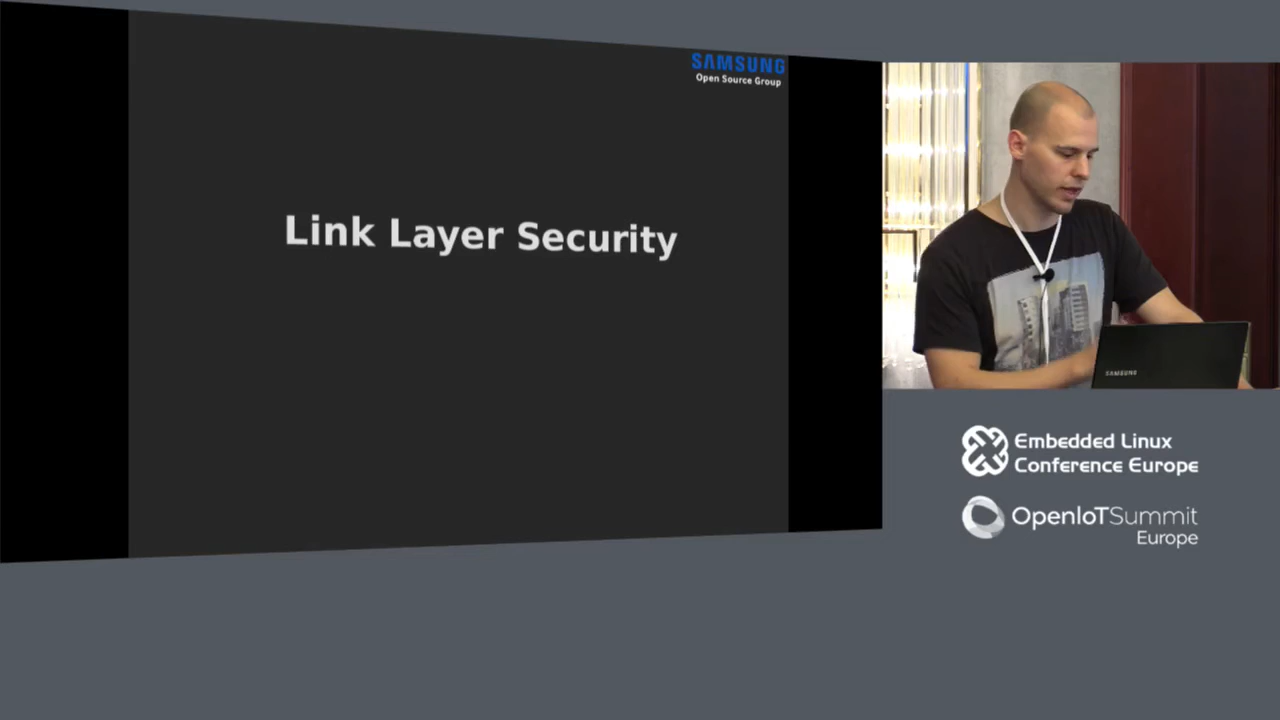 SAMSUNG
Open Source Group
Link Layer Security
SAMSUNG
Embedded Linux
Conference Europe
OpenIoTSummit
Europe